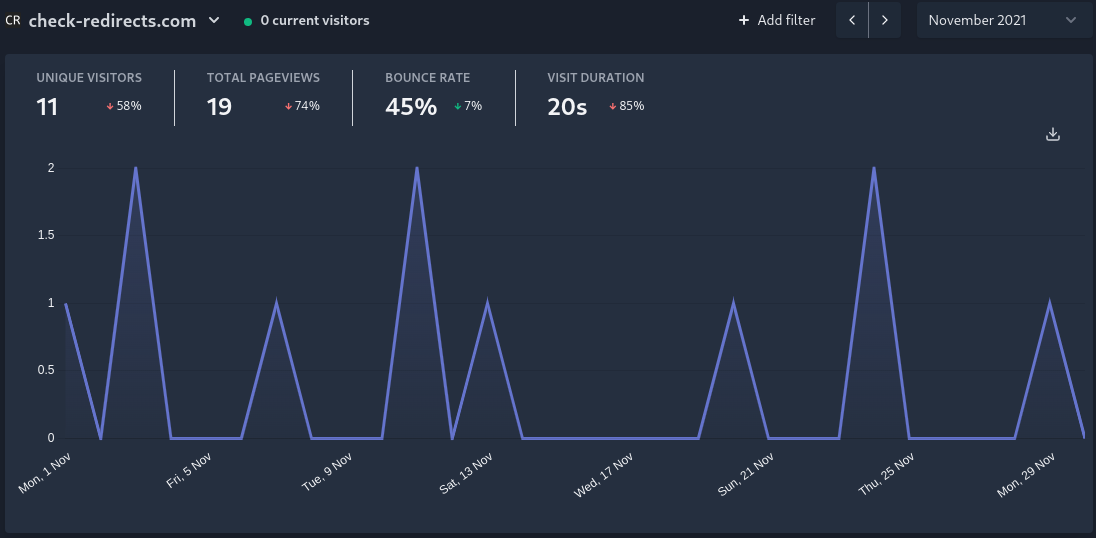 CR check-redirects.com 0 current visitors + Add filter November 2021
UNIQUE VISITORS TOTAL PAGEVIEWS BOUNCE RATE VISIT DURATION
11 ↓ 58% 19 ↓ 74% 45% ↓ 7% 20s ↓ 85%
2
1.5
1
0.5
0
Mon, 1 Nov Fri, 5 Nov Tue, 9 Nov Sat, 13 Nov Wed, 17 Nov Sun, 21 Nov Thu, 25 Nov Mon, 29 Nov